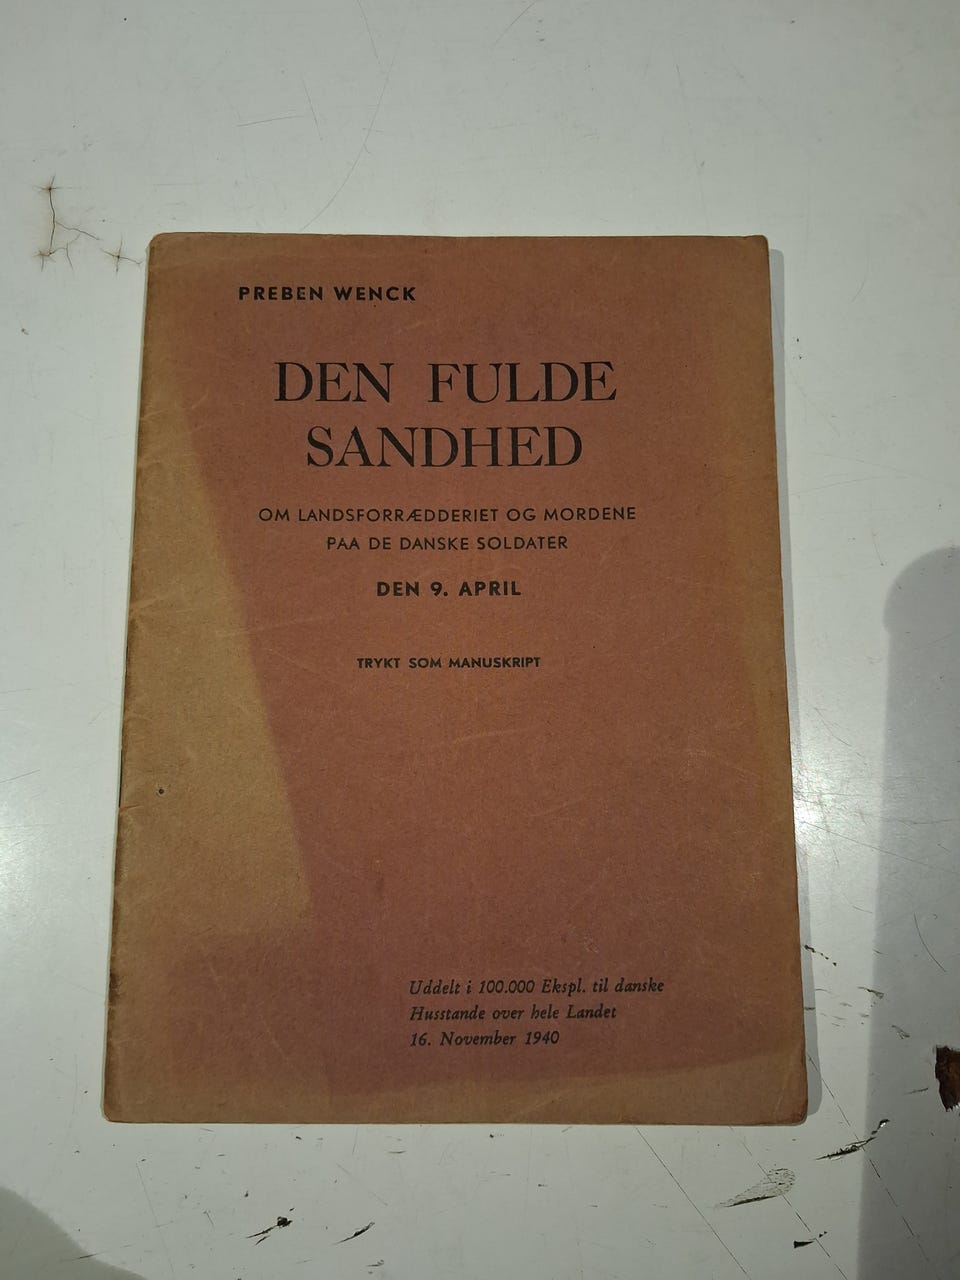 PREBEN WENCK
DEN FULDE
SANDHED
OM LANDSFORRÆDDERIET OG MORDENE
PAA DE DANSKE SOLDATER
DEN 9. APRIL
TRYKT SOM MANUSKRIPT
Uddelt i 100.000 Ekspl. til danske
Husstande over hele Landet
16. November 1940